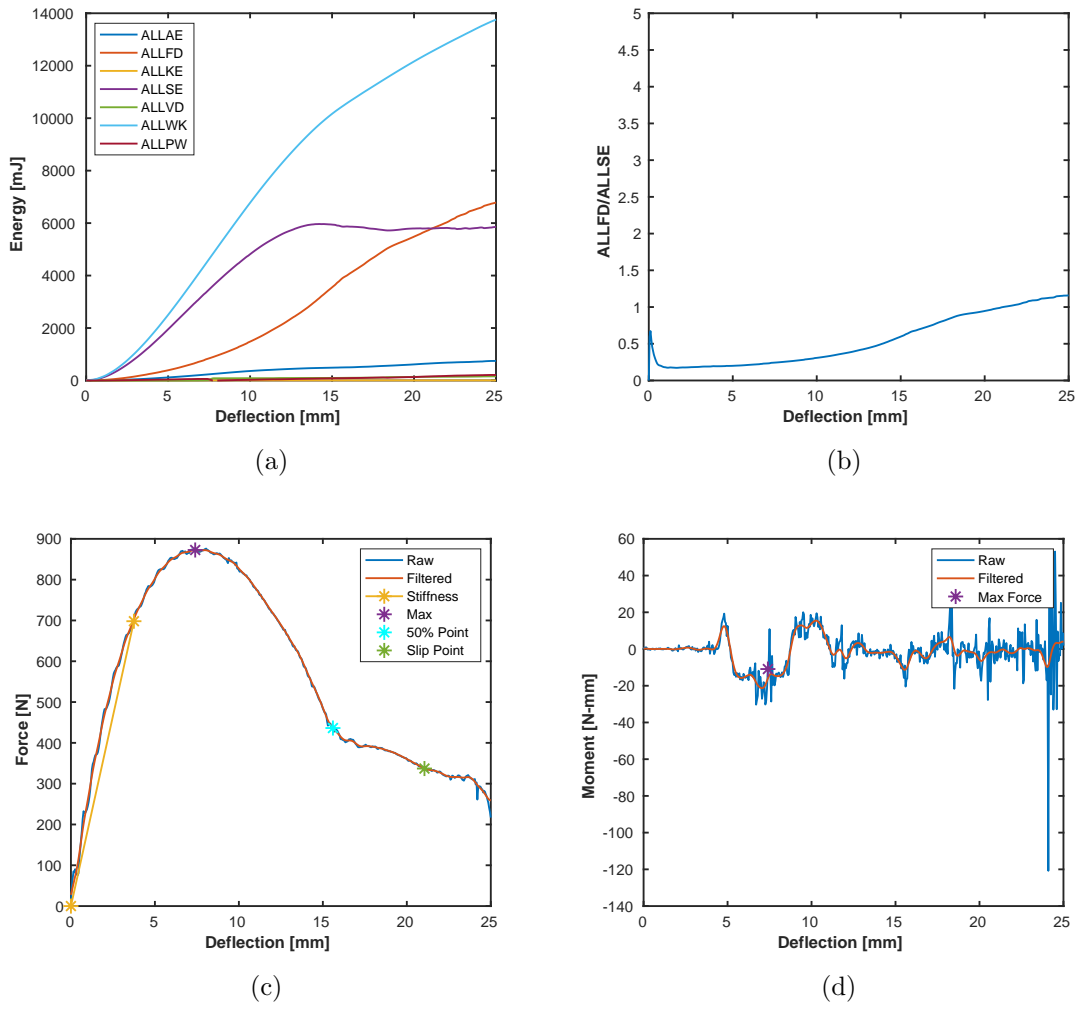 14000
12000
10000
8000
6000
4000
2000
0
Energy [mJ]
ALLAE
ALLFD
ALLKE
ALLSE
ALLVD
ALLWK
ALLPW
0 5 10 15 20 25
Deflection [mm]
(a)
5
4.5
4
3.5
3
2.5
2
1.5
1
0.5
0
ALLFD/ALLSE
0 5 10 15 20 25
Deflection [mm]
(b)
900
800
700
600
500
400
300
200
100
0
Force [N]
Raw
Filtered
Stiffness
Max
50% Point
Slip Point
0 5 10 15 20 25
Deflection [mm]
(c)
60
40
20
0
-20
-40
-60
-80
-100
-120
-140
Moment [N-mm]
Raw
Filtered
Max Force
0 5 10 15 20 25
Deflection [mm]
(d)